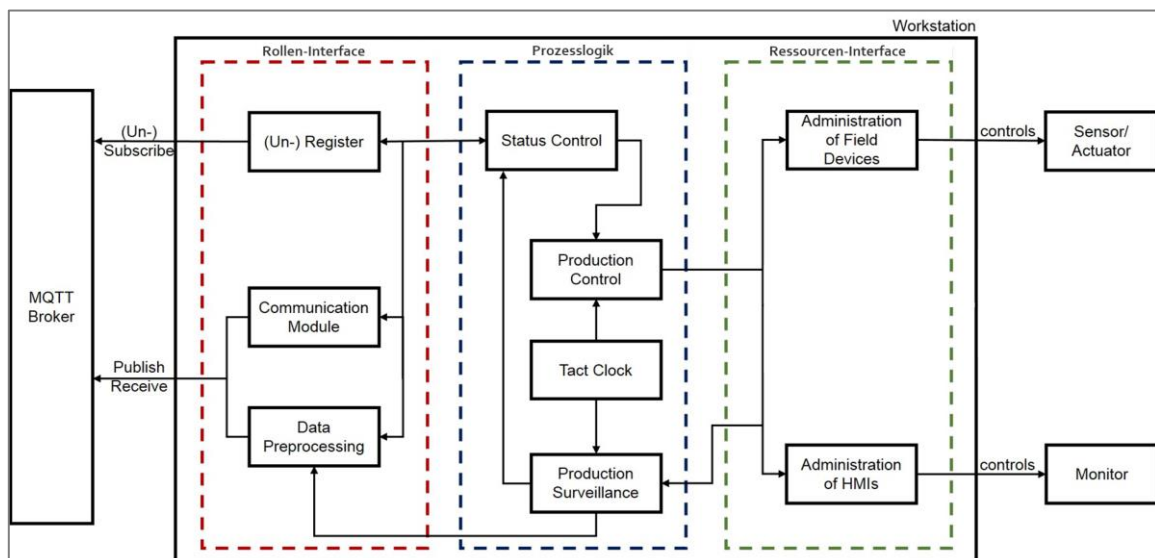 Workstation
Rollen-Interface
Prozesslogik
Ressourcen-Interface
(Un-)
Subscribe
(Un-) Register
Status Control
Administration
of Field
Devices
controls
Sensor/
Actuator
Production
Control
MQTT
Broker
Communication
Module
Publish
Receive
Tact Clock
Data
Preprocessing
Production
Surveillance
Administration
of HMIs
controls
Monitor